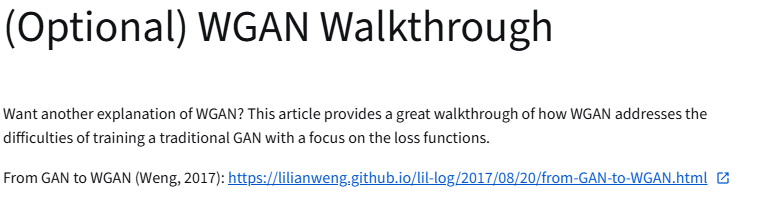 (Optional) WGAN Walkthrough
Want another explanation of WGAN? This article provides a great walkthrough of how WGAN addresses the
difficulties of training a traditional GAN with a focus on the loss functions.
From GAN to WGAN (Weng, 2017): https://lilianweng.github.io/lil-log/2017/08/20/from-GAN-to-WGAN.html